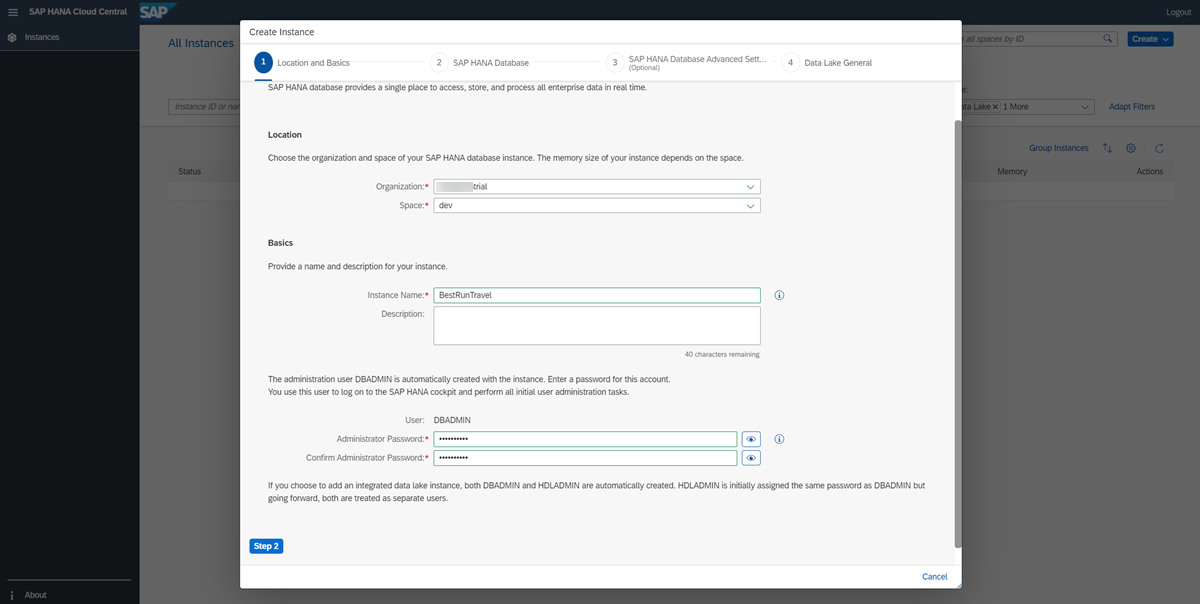 SAP HANA Cloud Central
SAP
Logout
Instances
All Instances
all spaces by ID
Create
Instance ID or nar
ata Lake
1 More
Adapt Filters
Group Instances
Status
Memory
Actions
Create Instance
1
Location and Basics
2
SAP HANA Database
3
SAP HANA Database Advanced Sett...
(Optional)
4
Data Lake General
SAP HANA database provides a single place to access, store, and process all enterprise data in real time.
Location
Choose the organization and space of your SAP HANA database instance. The memory size of your instance depends on the space.
Organization:* trial
Space:* dev
Basics
Provide a name and description for your instance.
Instance Name:* BestRunTravel
Description:
40 characters remaining
The administration user DBADMIN is automatically created with the instance. Enter a password for this account.
You use this user to log on to the SAP HANA cockpit and perform all initial user administration tasks.
User: DBADMIN
Administrator Password:* ••••••••••
Confirm Administrator Password:* ••••••••••
If you choose to add an integrated data lake instance, both DBADMIN and HDLADMIN are automatically created. HDLADMIN is initially assigned the same password as DBADMIN but
going forward, both are treated as separate users.
Step 2
Cancel
About